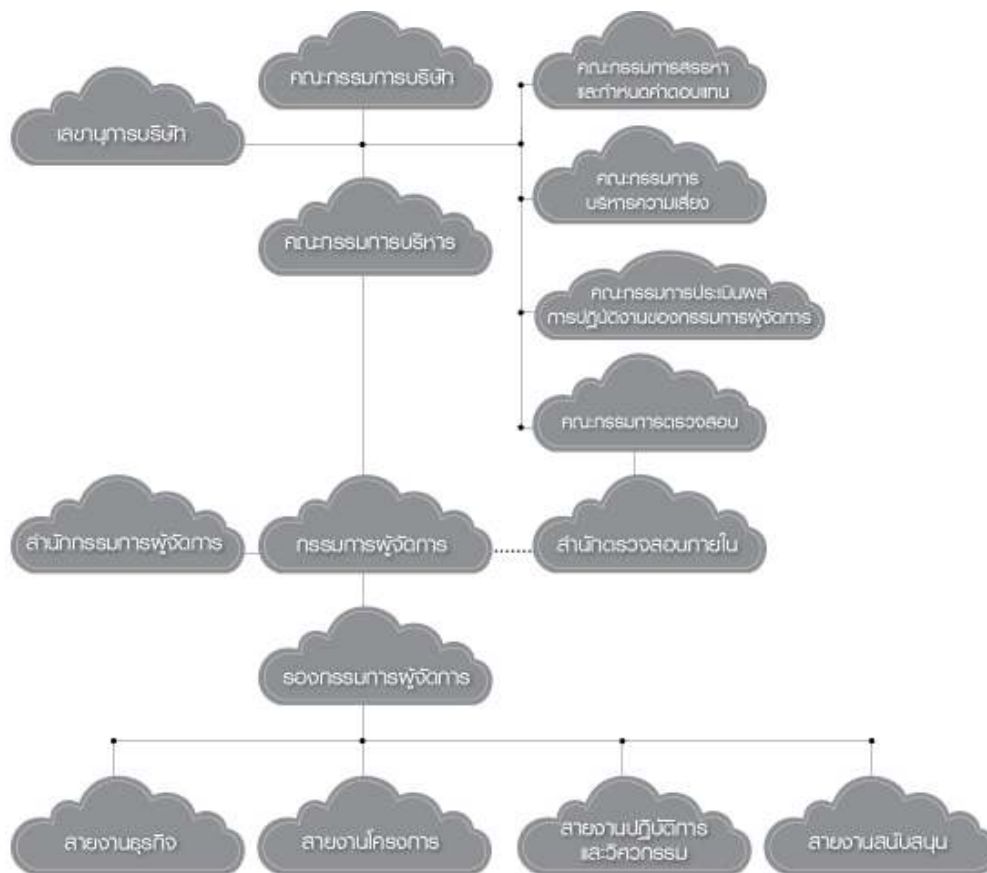 คณะกรรมการบริษัท
คณะกรรมการสรรหา
และกำหนดค่าตอบแทน
เลขานุการบริษัท
คณะกรรมการ
บริหารความเสี่ยง
คณะกรรมการบริหาร
คณะกรรมการประเมินผล
การปฏิบัติงานของกรรมการผู้จัดการ
คณะกรรมการตรวจสอบ
สำนักกรรมการผู้จัดการ
กรรมการผู้จัดการ
สำนักตรวจสอบภายใน
รองกรรมการผู้จัดการ
สายงานธุรกิจ
สายงานโครงการ
สายงานปฏิบัติการ
และวิศวกรรม
สายงานสนับสนุน